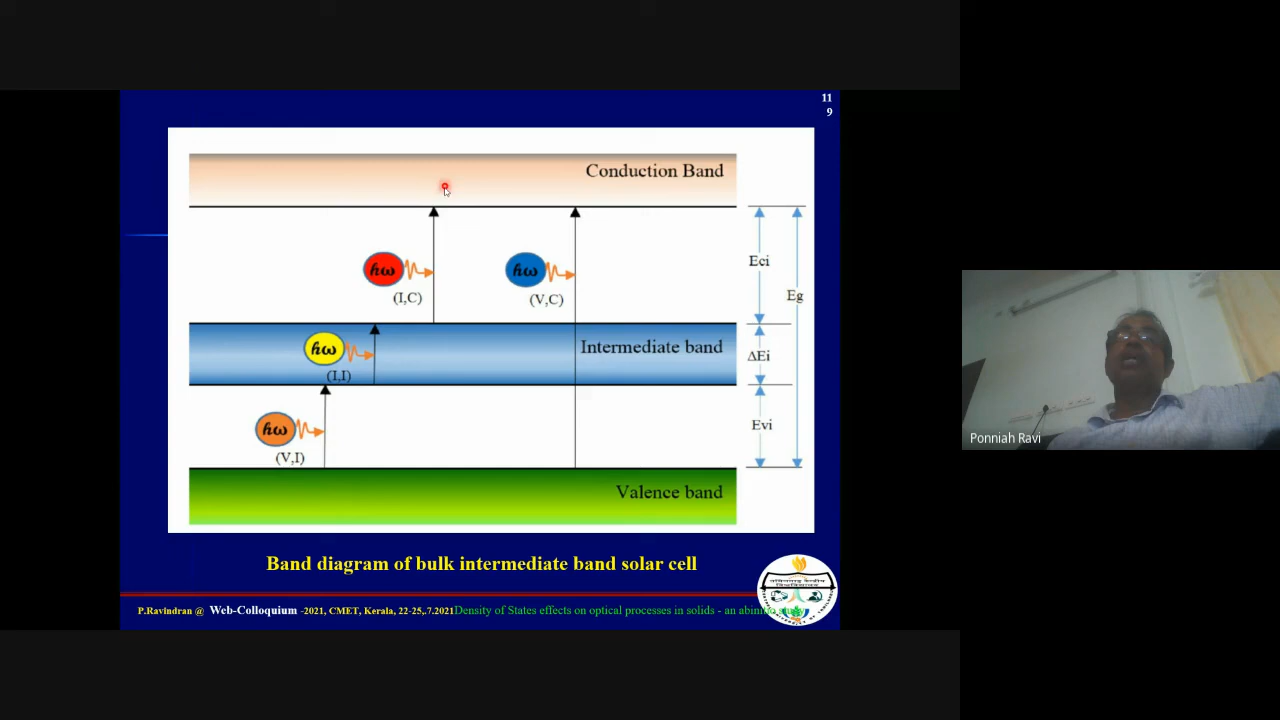 11
9
Conduction Band
Eci
ħω
ħω
Eg
(I,C)
(V,C)
Intermediate band
ħω
ΔEi
(I,I)
Evi
ħω
Ponniah Ravi
(V,I)
Valence band
Band diagram of bulk intermediate band solar cell
P.Ravindran @ Web-Colloquium -2021, CMET, Kerala, 22-25,.7.2021Density of States effects on optical processes in solids - an abinitio study